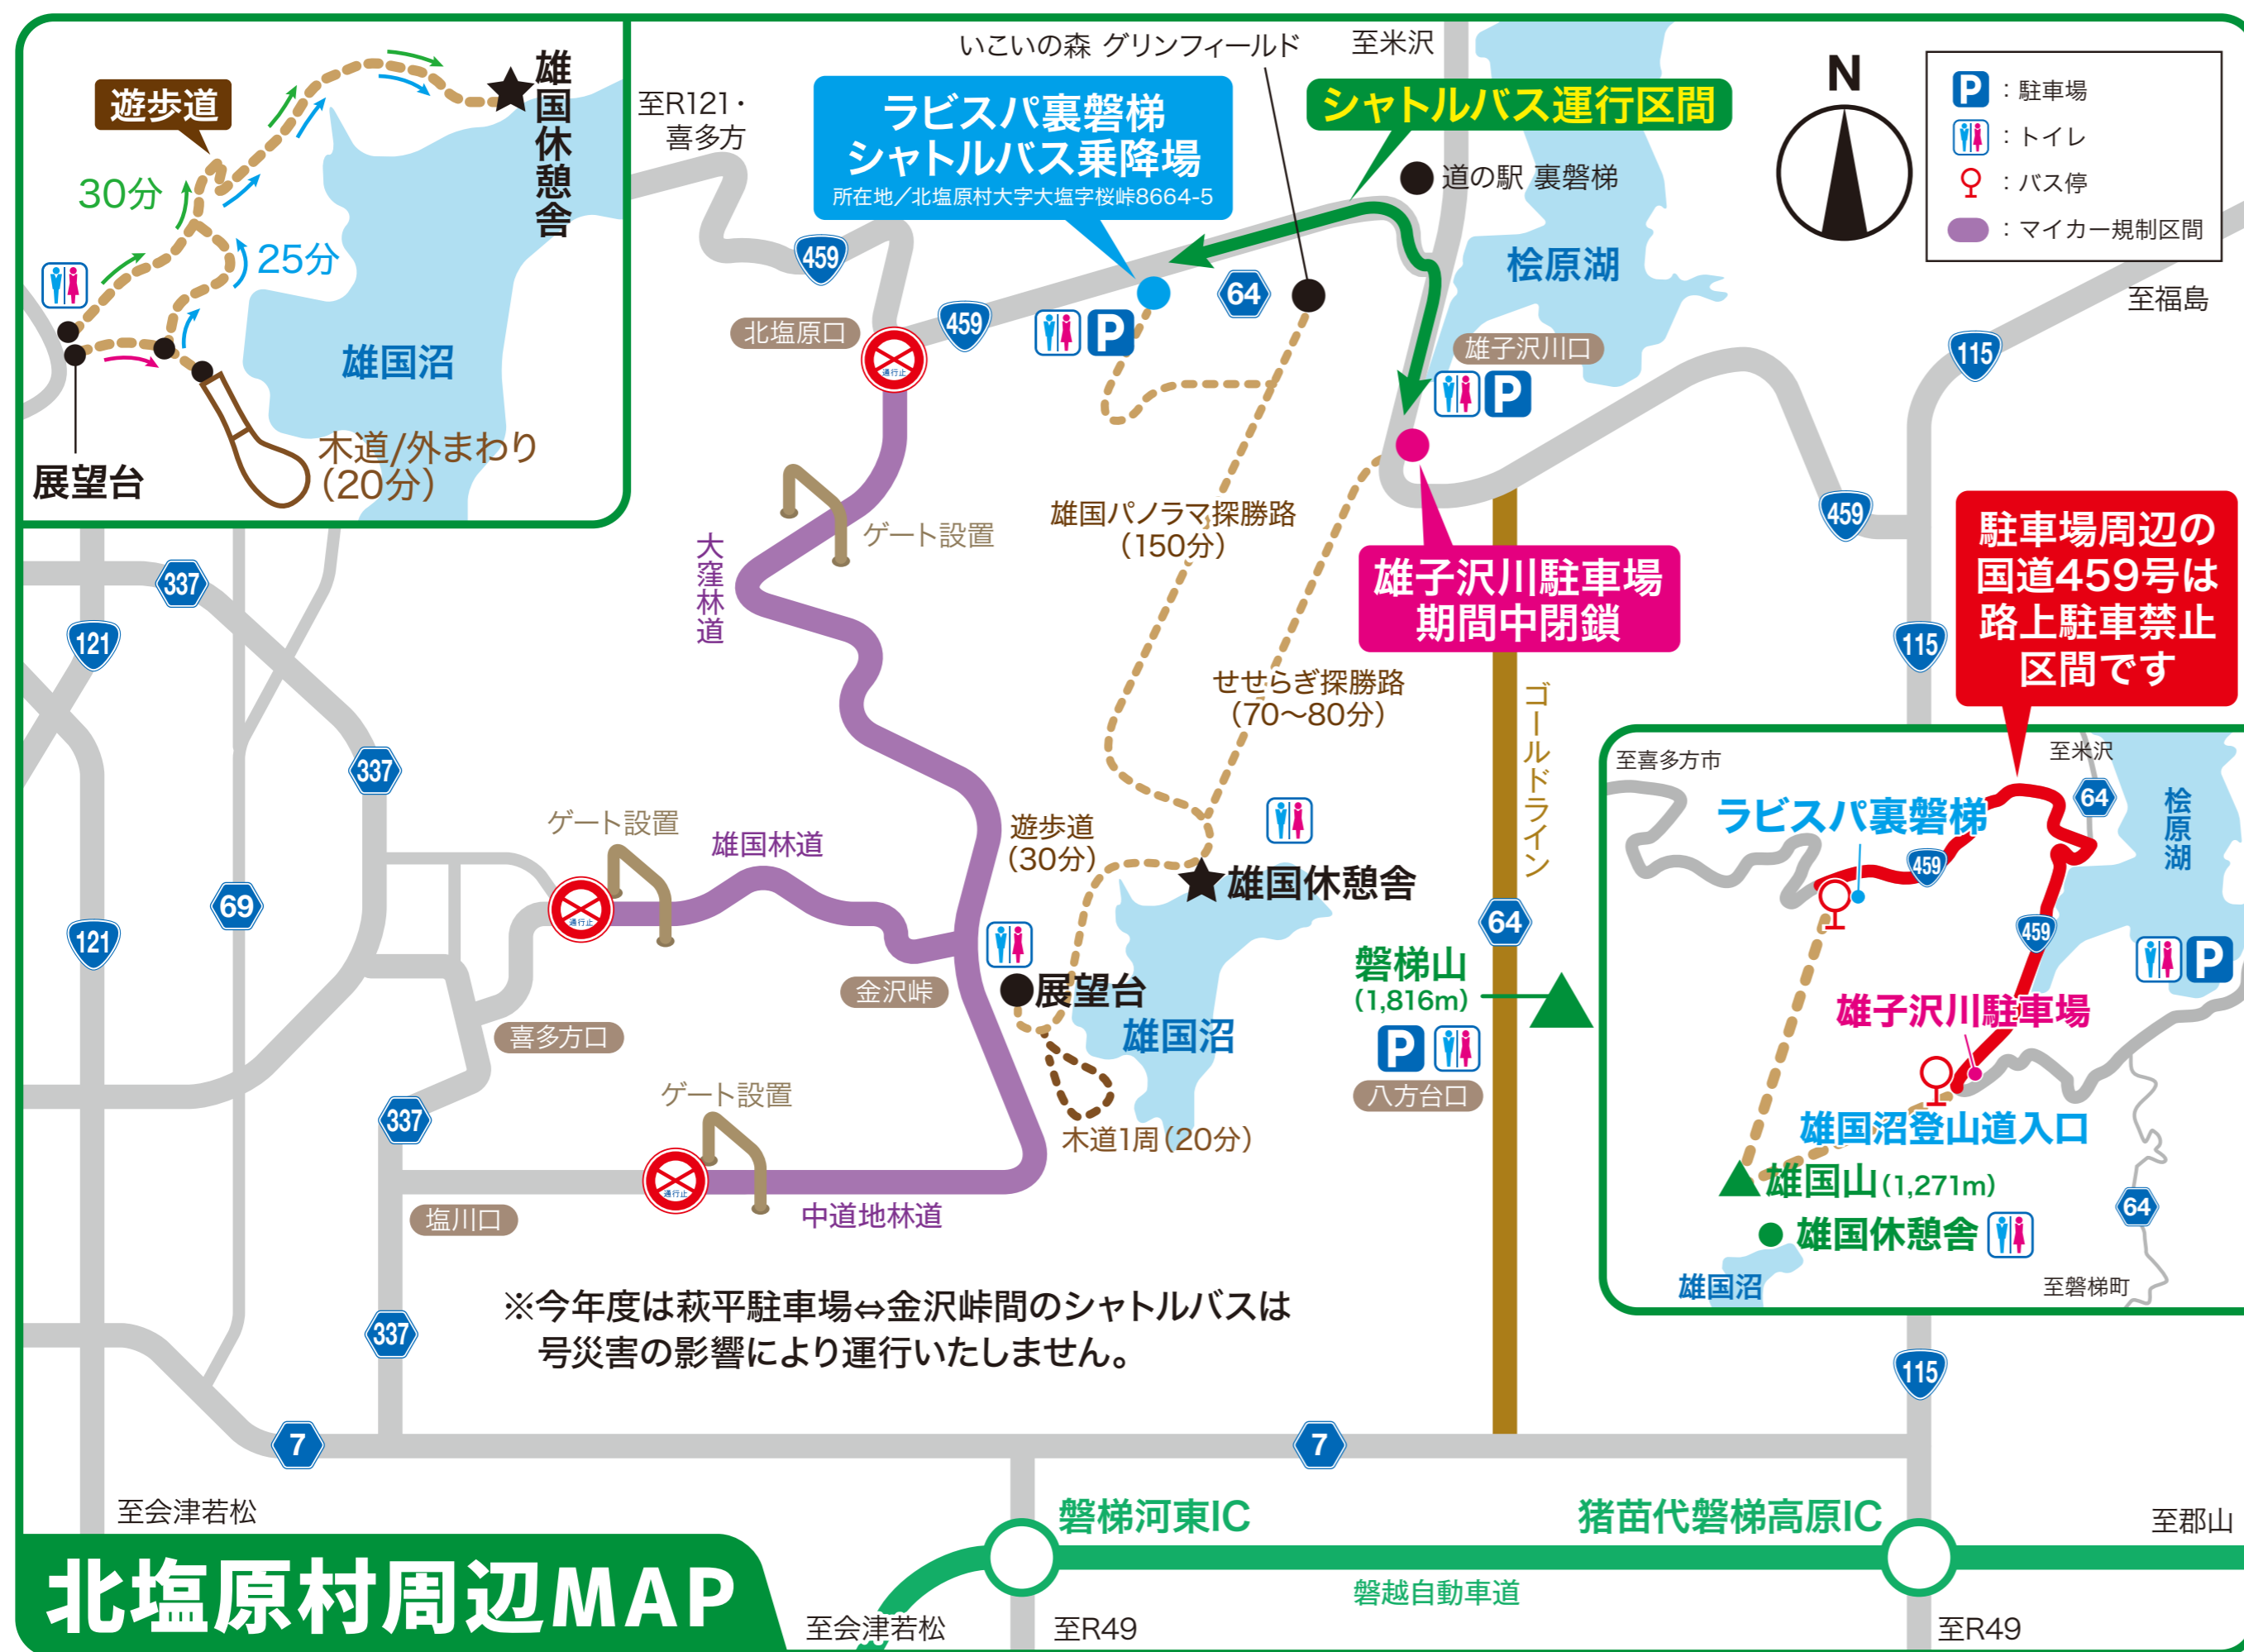 雄国休憩舎
遊歩道
30分
25分
雄国沼
木道/外まわり
(20分)
展望台
至R121・
喜多方
いこいの森 グリンフィールド
至米沢
ラビスパ裏磐梯
シャトルバス乗降場
所在地／北塩原村大字大塩字桜峠8664-5
シャトルバス運行区間
道の駅 裏磐梯
N
P
：駐車場
：トイレ
：バス停
：マイカー規制区間
459
北塩原口
通行止
459
P
64
桧原湖
雄子沢川口
P
至福島
115
459
115
大窪林道
ゲート設置
雄国パノラマ探勝路
(150分)
雄子沢川駐車場
期間中閉鎖
駐車場周辺の
国道459号は
路上駐車禁止
区間です
せせらぎ探勝路
(70〜80分)
ゴールドライン
337
121
337
69
121
ゲート設置
雄国林道
通行止
遊歩道
(30分)
雄国休憩舎
金沢峠
展望台
雄国沼
喜多方口
64
磐梯山
(1,816m)
P
八方台口
337
ゲート設置
木道1周(20分)
塩川口
通行止
中道地林道
337
至喜多方市
至米沢
64
桧原湖
ラビスパ裏磐梯
459
459
P
雄子沢川駐車場
雄国沼登山道入口
雄国山(1,271m)
雄国休憩舎
64
雄国沼
至磐梯町
※今年度は萩平駐車場⇔金沢峠間のシャトルバスは
号災害の影響により運行いたしません。
115
7
7
至会津若松
磐梯河東IC
猪苗代磐梯高原IC
至郡山
磐越自動車道
至会津若松
至R49
至R49
北塩原村周辺MAP